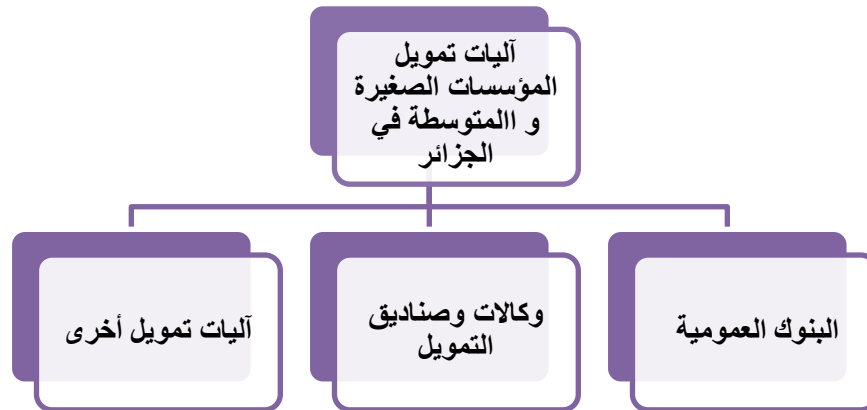 آليات تمويل
المؤسسات الصغيرة
و االمتوسطة في
الجزائر
البنوك العمومية
وكالات وصناديق
التمويل
آليات تمويل أخرى